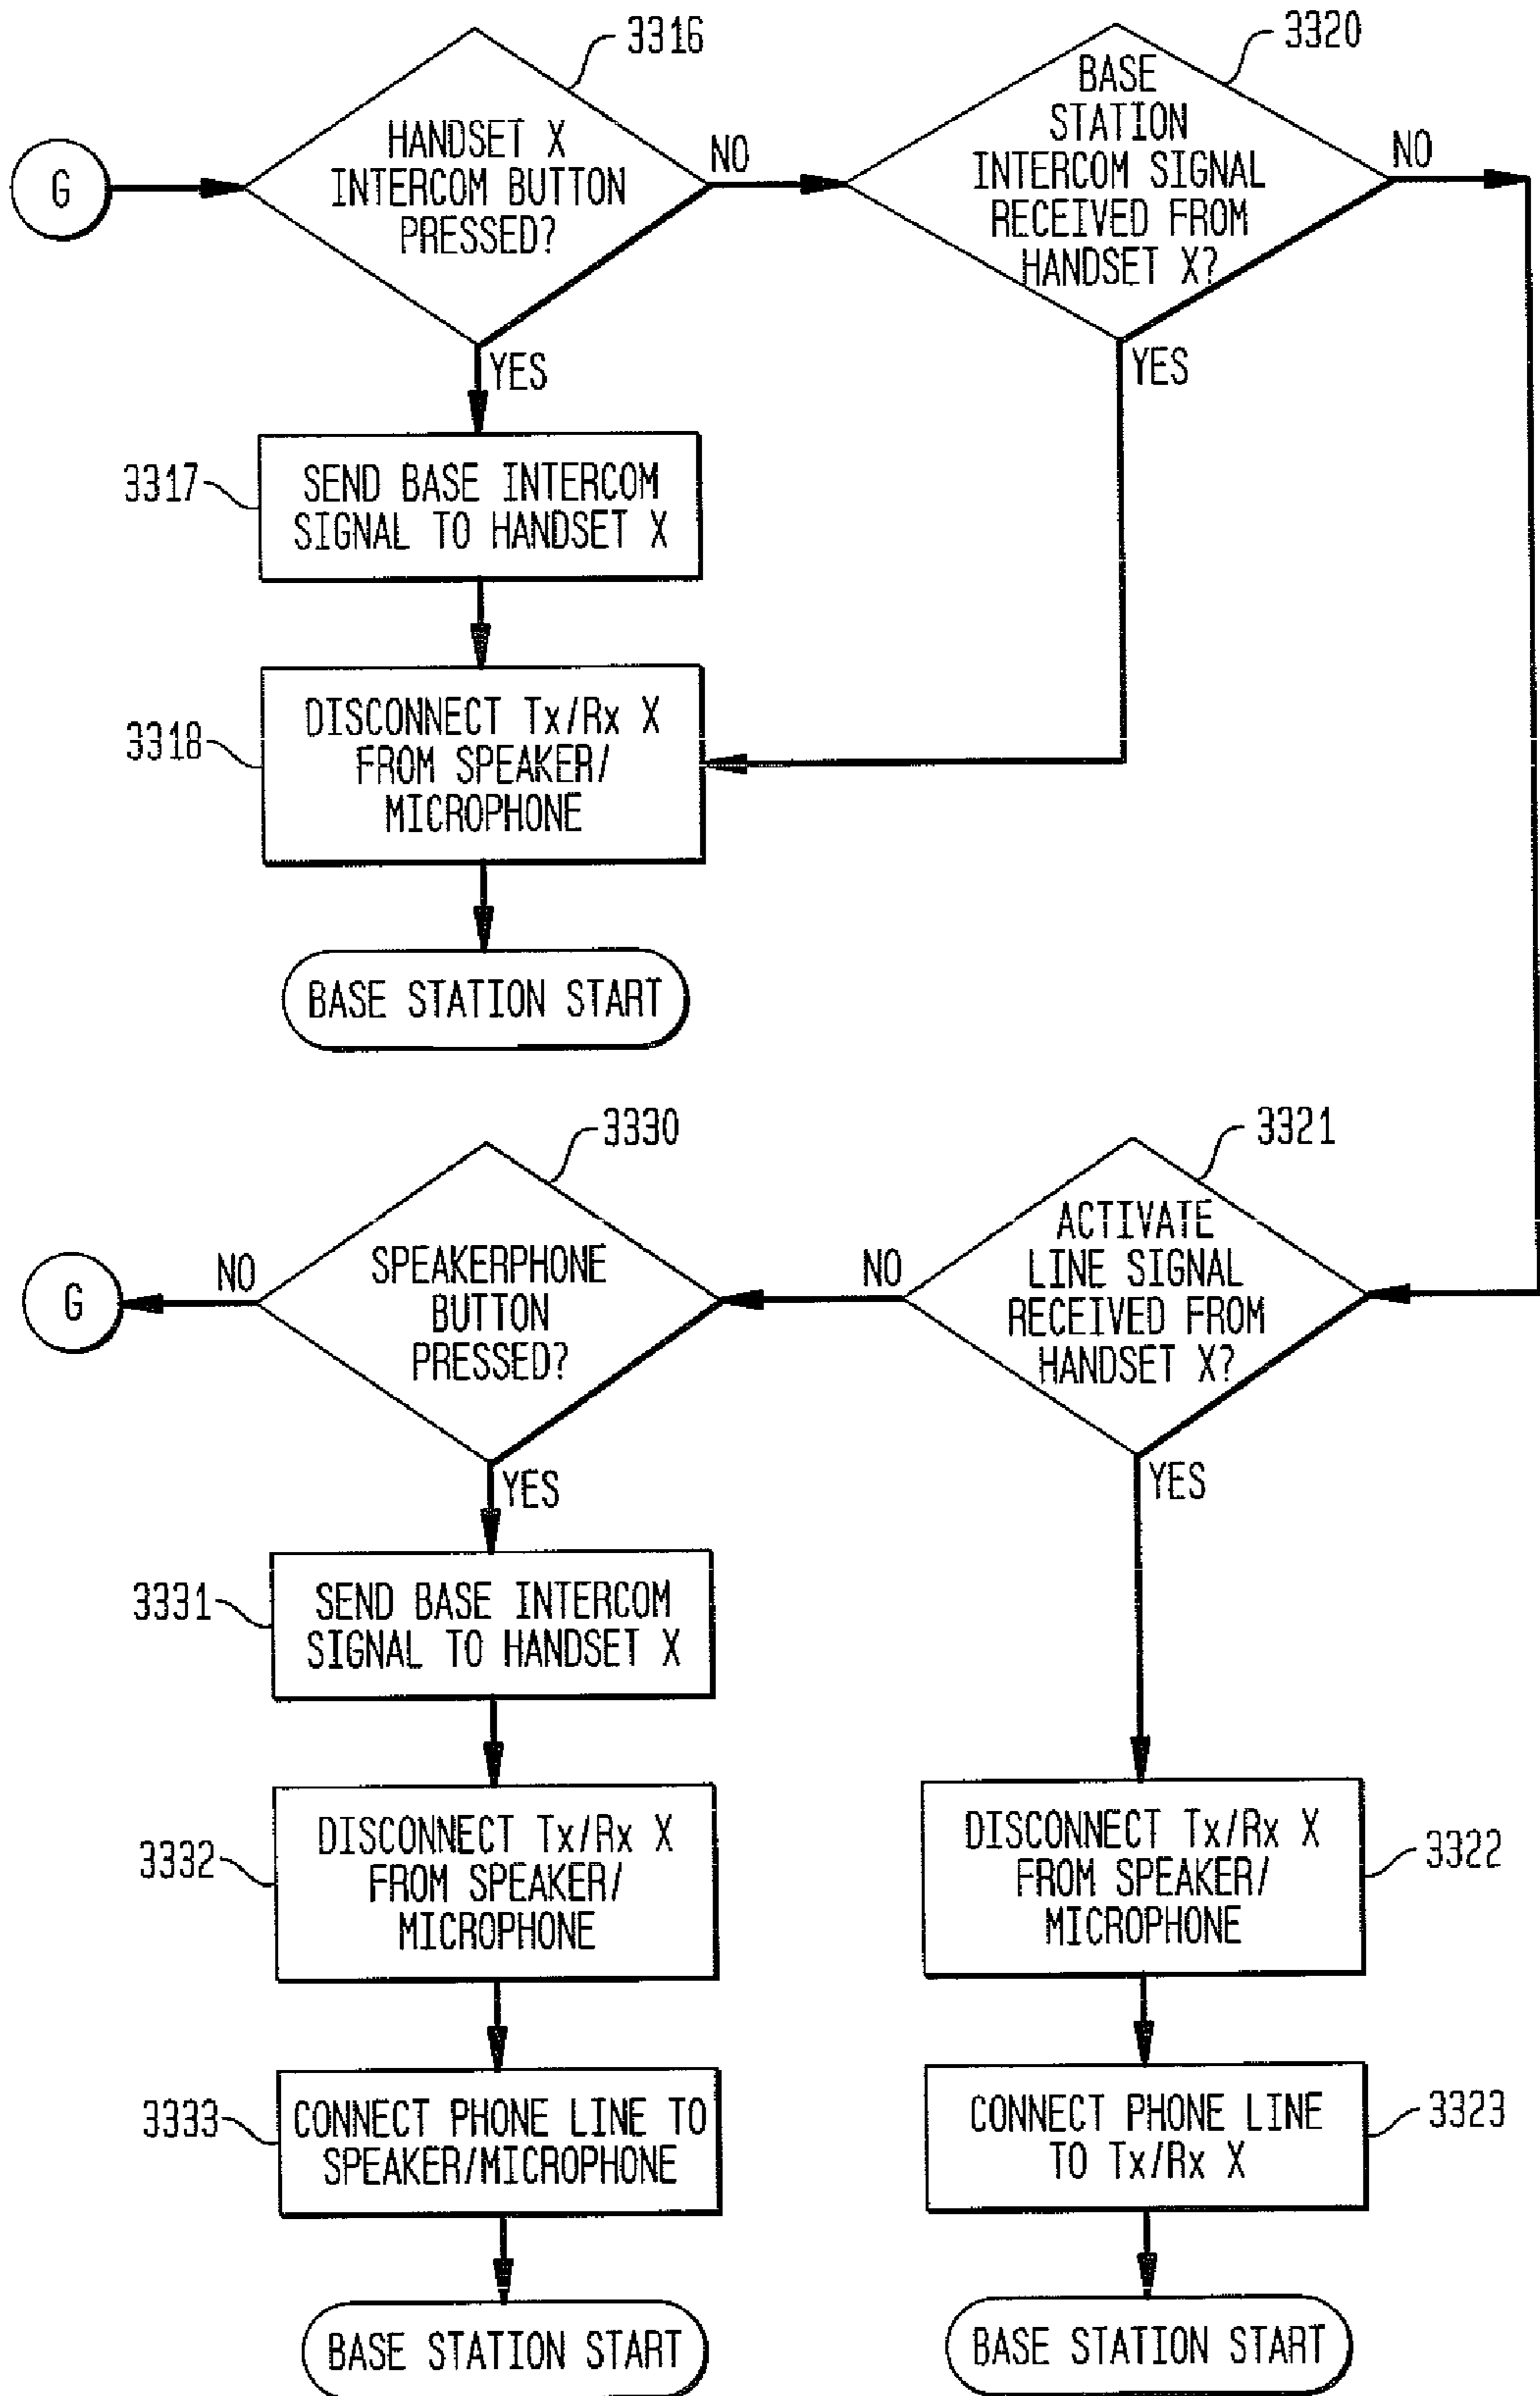 3316
3320
G
HANDSET X
INTERCOM BUTTON
PRESSED?
NO
BASE
STATION
INTERCOM SIGNAL
RECEIVED FROM
HANDSET X?
NO
YES
YES
3317
SEND BASE INTERCOM
SIGNAL TO HANDSET X
3318
DISCONNECT Tx/Rx X
FROM SPEAKER/
MICROPHONE
BASE STATION START
3330
3321
G
NO
SPEAKERPHONE
BUTTON
PRESSED?
NO
ACTIVATE
LINE SIGNAL
RECEIVED FROM
HANDSET X?
YES
YES
3331
SEND BASE INTERCOM
SIGNAL TO HANDSET X
3332
DISCONNECT Tx/Rx X
FROM SPEAKER/
MICROPHONE
DISCONNECT Tx/Rx X
FROM SPEAKER/
MICROPHONE
3322
3333
CONNECT PHONE LINE TO
SPEAKER/MICROPHONE
CONNECT PHONE LINE
TO Tx/Rx X
3323
BASE STATION START
BASE STATION START